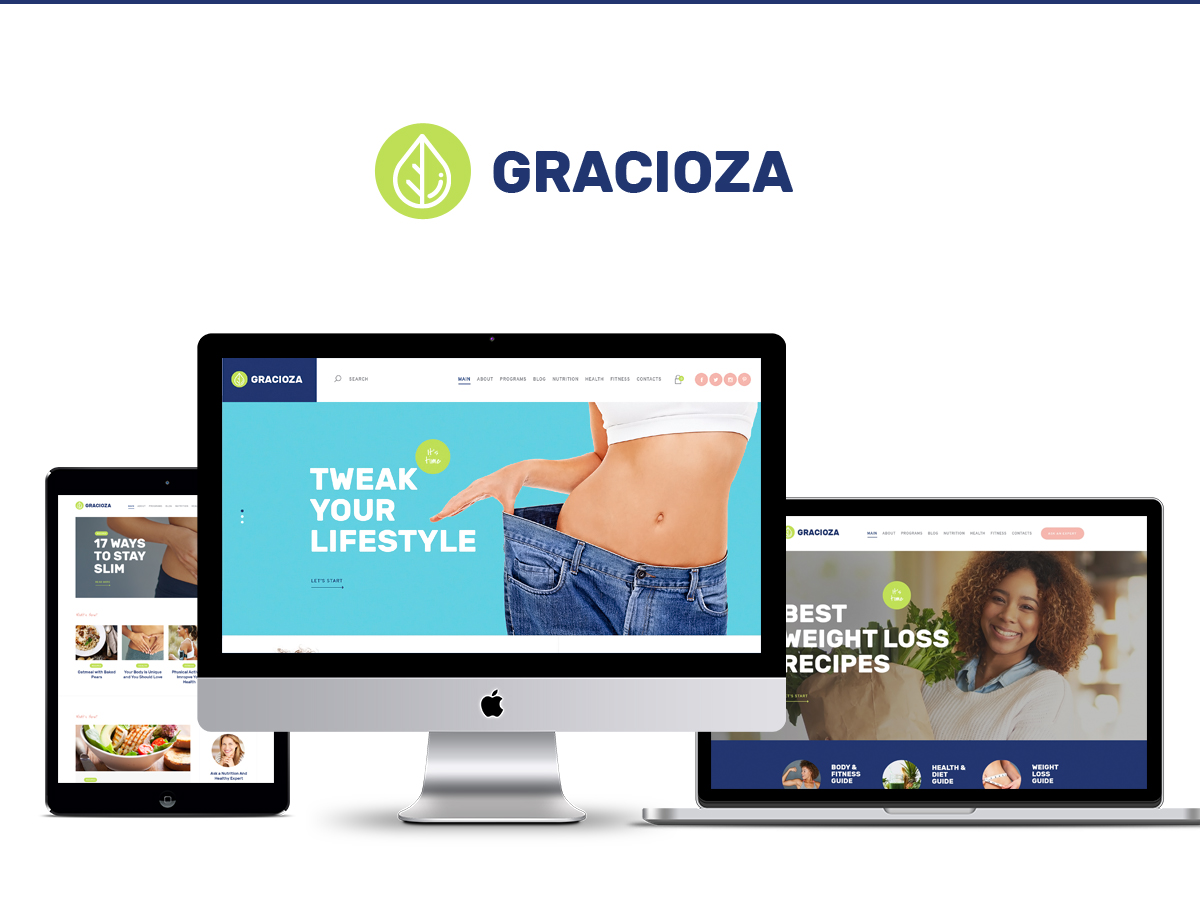 GRACIOZA
GRACIOZA
SEARCH
MAIN ABOUT PROGRAMS BLOG NUTRITION HEALTH FITNESS CONTACTS
it's
time
TWEAK
YOUR
LIFESTYLE
LET'S START
GRACIOZA
17 WAYS
TO STAY
SLIM
Oatmeal with Baked
Pears
Your Body is Unique
and You Should Love
Ask a Nutrition And
Healthy Expert
GRACIOZA
MAIN ABOUT PROGRAMS BLOG NUTRITION HEALTH FITNESS CONTACTS
it's
time
BEST
WEIGHT LOSS
RECIPES
LET'S START
BODY &
FITNESS
GUIDE
HEALTH &
DIET
GUIDE
WEIGHT
LOSS
GUIDE